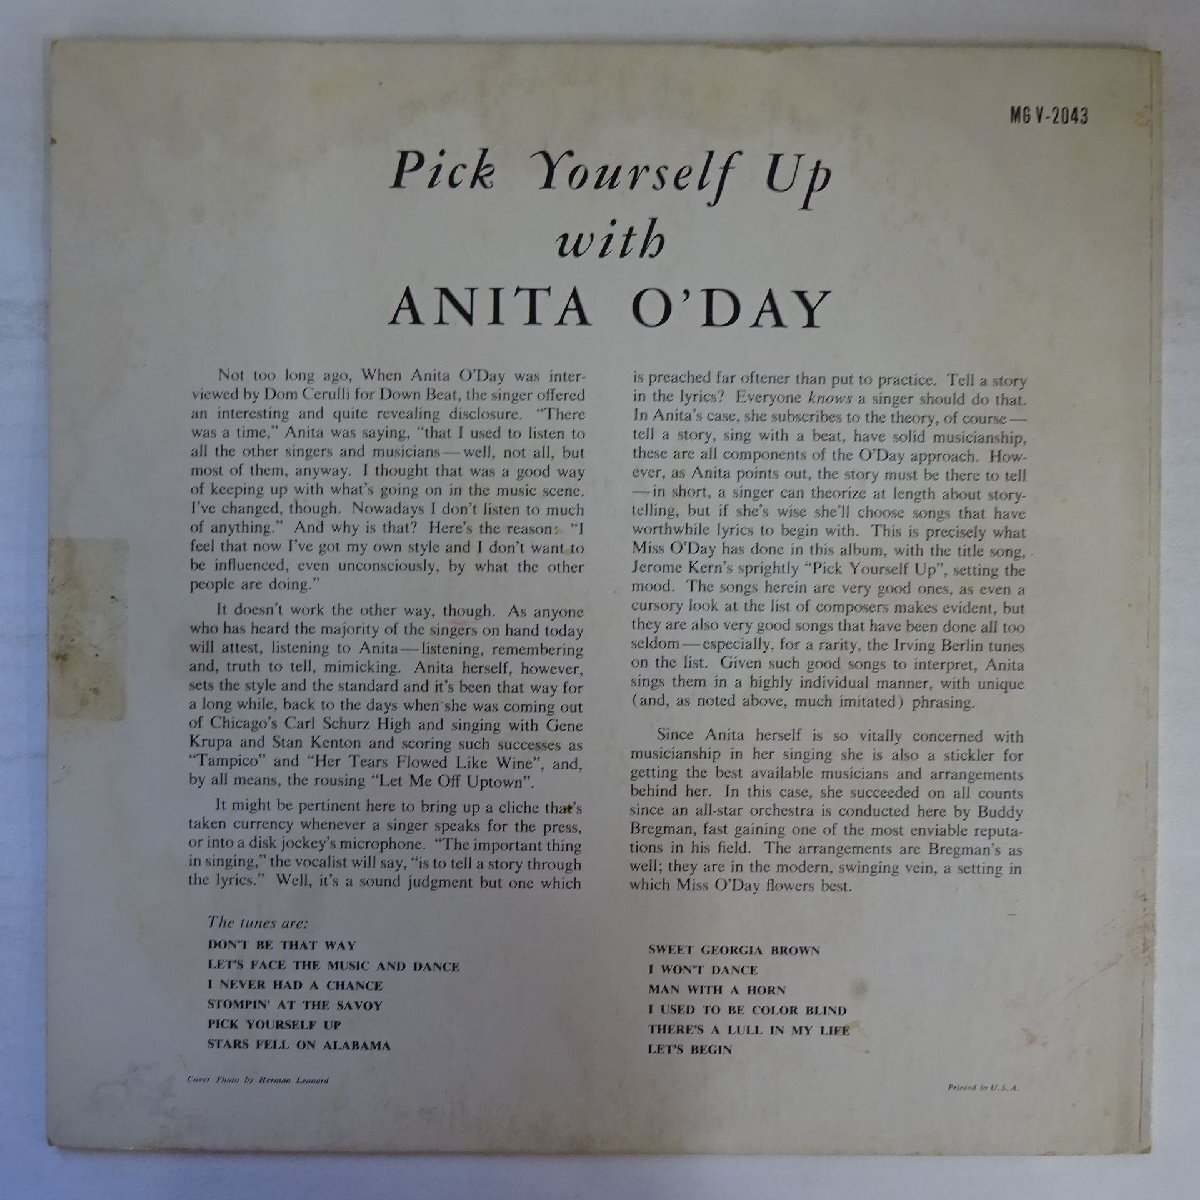 MG V-2043
Pick Yourself Up
with
ANITA O'DAY
Not too long ago, When Anita O'Day was inter-
viewed by Dom Cerulli for Down Beat, the singer offered
an interesting and quite revealing disclosure. "There
was a time," Anita was saying, "that I used to listen to
all the other singers and musicians—well, not all, but
most of them, anyway. I thought that was a good way
of keeping up with what's going on in the music scene.
I've changed, though. Nowadays I don't listen to much
of anything." And why is that? Here's the reason: "I
feel that now I've got my own style and I don't want to
be influenced, even unconsciously, by what the other
people are doing."
It doesn't work the other way, though. As anyone
who has heard the majority of the singers on hand today
will attest, listening to Anita—listening, remembering
and, truth to tell, mimicking. Anita herself, however,
sets the style and the standard and it's been that way for
a long while, back to the days when she was coming out
of Chicago's Carl Schurz High and singing with Gene
Krupa and Stan Kenton and scoring such successes as
"Tampico" and "Her Tears Flowed Like Wine", and,
by all means, the rousing "Let Me Off Uptown".
It might be pertinent here to bring up a cliche that's
taken currency whenever a singer speaks for the press,
or into a disk jockey's microphone. "The important thing
in singing," the vocalist will say, "is to tell a story through
the lyrics." Well, it's a sound judgment but one which
is preached far oftener than put to practice. Tell a story
in the lyrics? Everyone knows a singer should do that.
In Anita's case, she subscribes to the theory, of course—
tell a story, sing with a beat, have solid musicianship,
these are all components of the O'Day approach. How-
ever, as Anita points out, the story must be there to tell
—in short, a singer can theorize at length about story-
telling, but if she's wise she'll choose songs that have
worthwhile lyrics to begin with. This is precisely what
Miss O'Day has done in this album, with the title song,
Jerome Kern's sprightly "Pick Yourself Up", setting the
mood. The songs herein are very good ones, as even a
cursory look at the list of composers makes evident, but
they are also very good songs that have been done all too
seldom—especially, for a rarity, the Irving Berlin tunes
on the list. Given such good songs to interpret, Anita
sings them in a highly individual manner, with unique
(and, as noted above, much imitated) phrasing.
Since Anita herself is so vitally concerned with
musicianship in her singing she is also a stickler for
getting the best available musicians and arrangements
behind her. In this case, she succeeded on all counts
since an all-star orchestra is conducted here by Buddy
Bregman, fast gaining one of the most enviable reputa-
tions in his field. The arrangements are Bregman's as
well; they are in the modern, swinging vein, a setting in
which Miss O'Day flowers best.
The tunes are:
DON'T BE THAT WAY
LET'S FACE THE MUSIC AND DANCE
I NEVER HAD A CHANCE
STOMPIN' AT THE SAVOY
PICK YOURSELF UP
STARS FELL ON ALABAMA
SWEET GEORGIA BROWN
I WON'T DANCE
MAN WITH A HORN
I USED TO BE COLOR BLIND
THERE'S A LULL IN MY LIFE
LET'S BEGIN
Cover Photo by Herman Leonard
Printed in U.S.A.